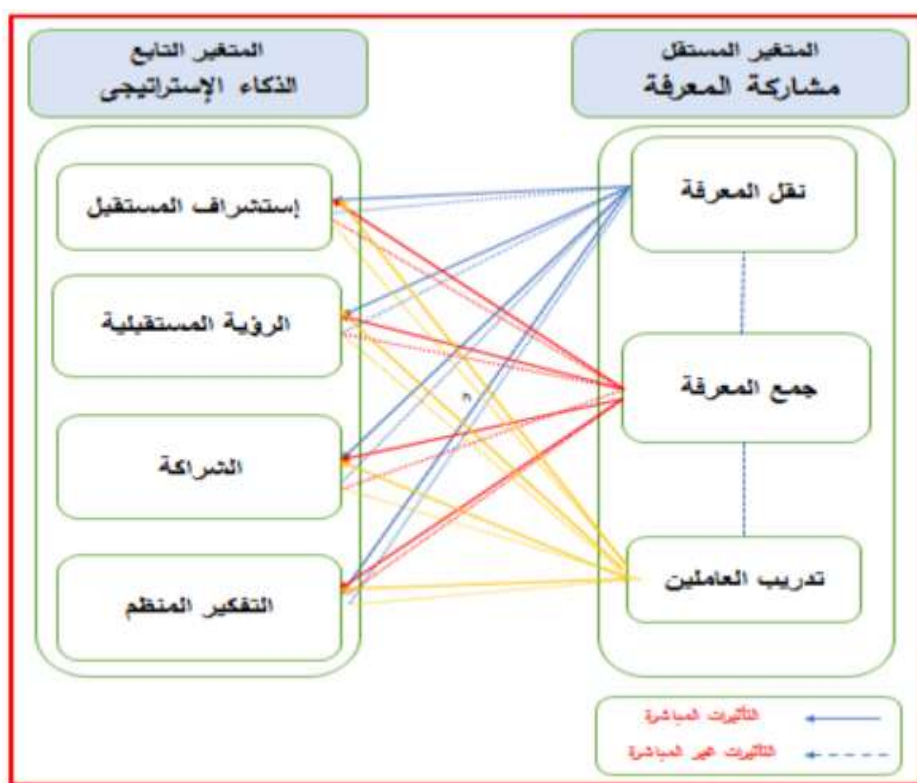 المتغير المستقل
مشاركة المعرفة
نقل المعرفة
جمع المعرفة
تدريب العاملين
المتغير التابع
الذكاء الإستراتيجى
إستشراف المستقبل
الرؤية المستقبلية
الشراكة
التفكير المنظم
التأثيرات المباشرة
التأثيرات غير المباشرة